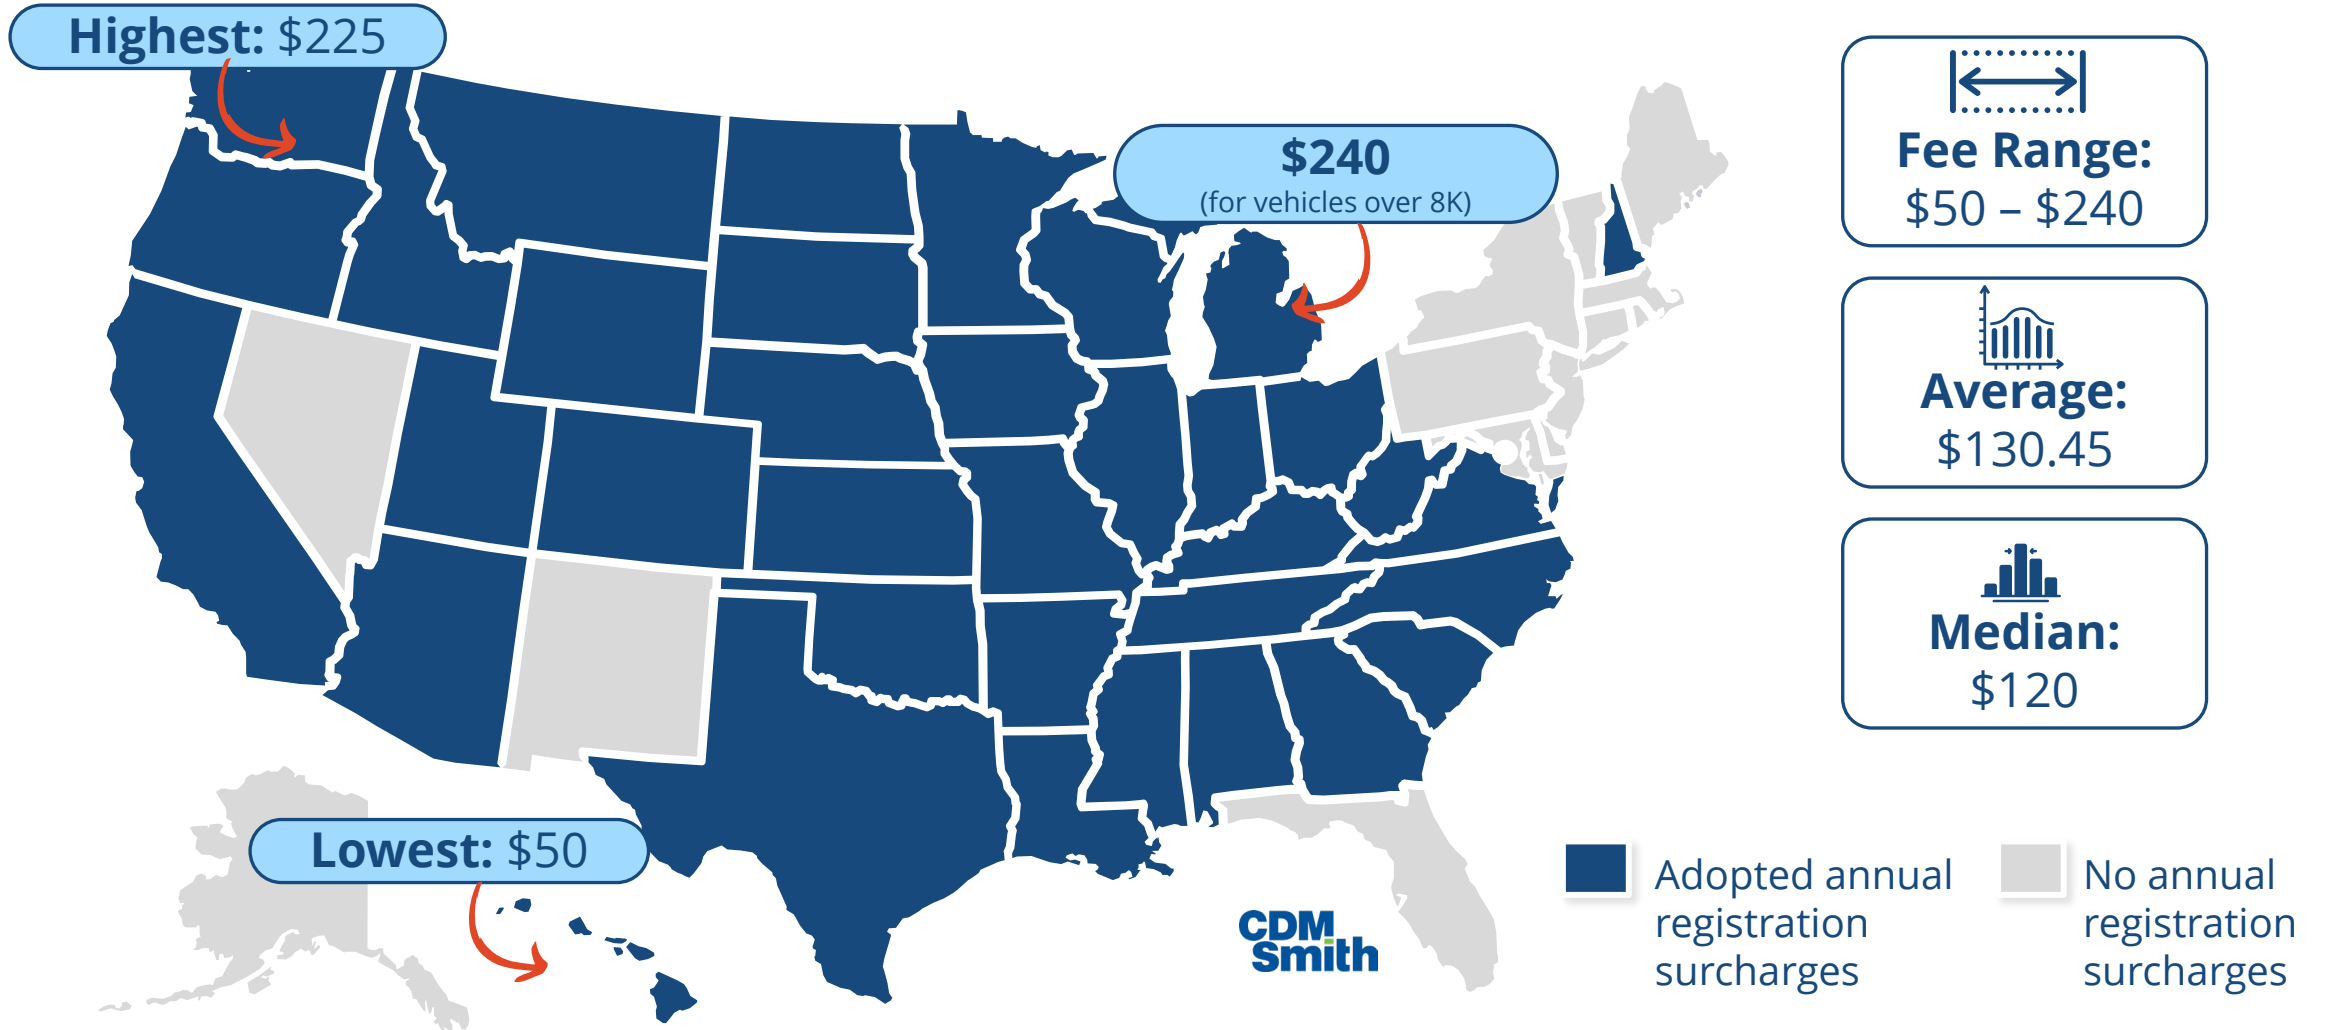 Highest: $225
$240
(for vehicles over 8K)
Fee Range:
$50 – $240
Average:
$130.45
Median:
$120
Lowest: $50
CDM
Smith
Adopted annual
registration
surcharges
No annual
registration
surcharges